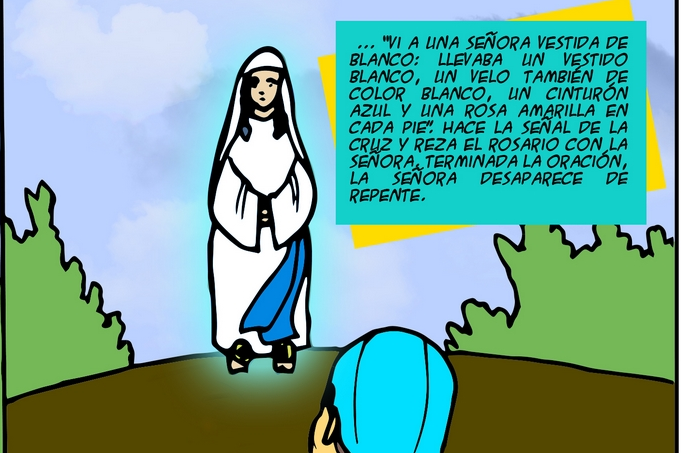 ... "VI A UNA SEÑORA VESTIDA DE
BLANCO: LLEVABA UN VESTIDO
BLANCO, UN VELO TAMBIÉN DE
COLOR BLANCO, UN CINTURÓN
AZUL Y UNA ROSA AMARILLA EN
CADA PIE". HACE LA SEÑAL DE LA
CRUZ Y REZA EL ROSARIO CON LA
SEÑORA. TERMINADA LA ORACIÓN,
LA SEÑORA DESAPARECE DE
REPENTE.